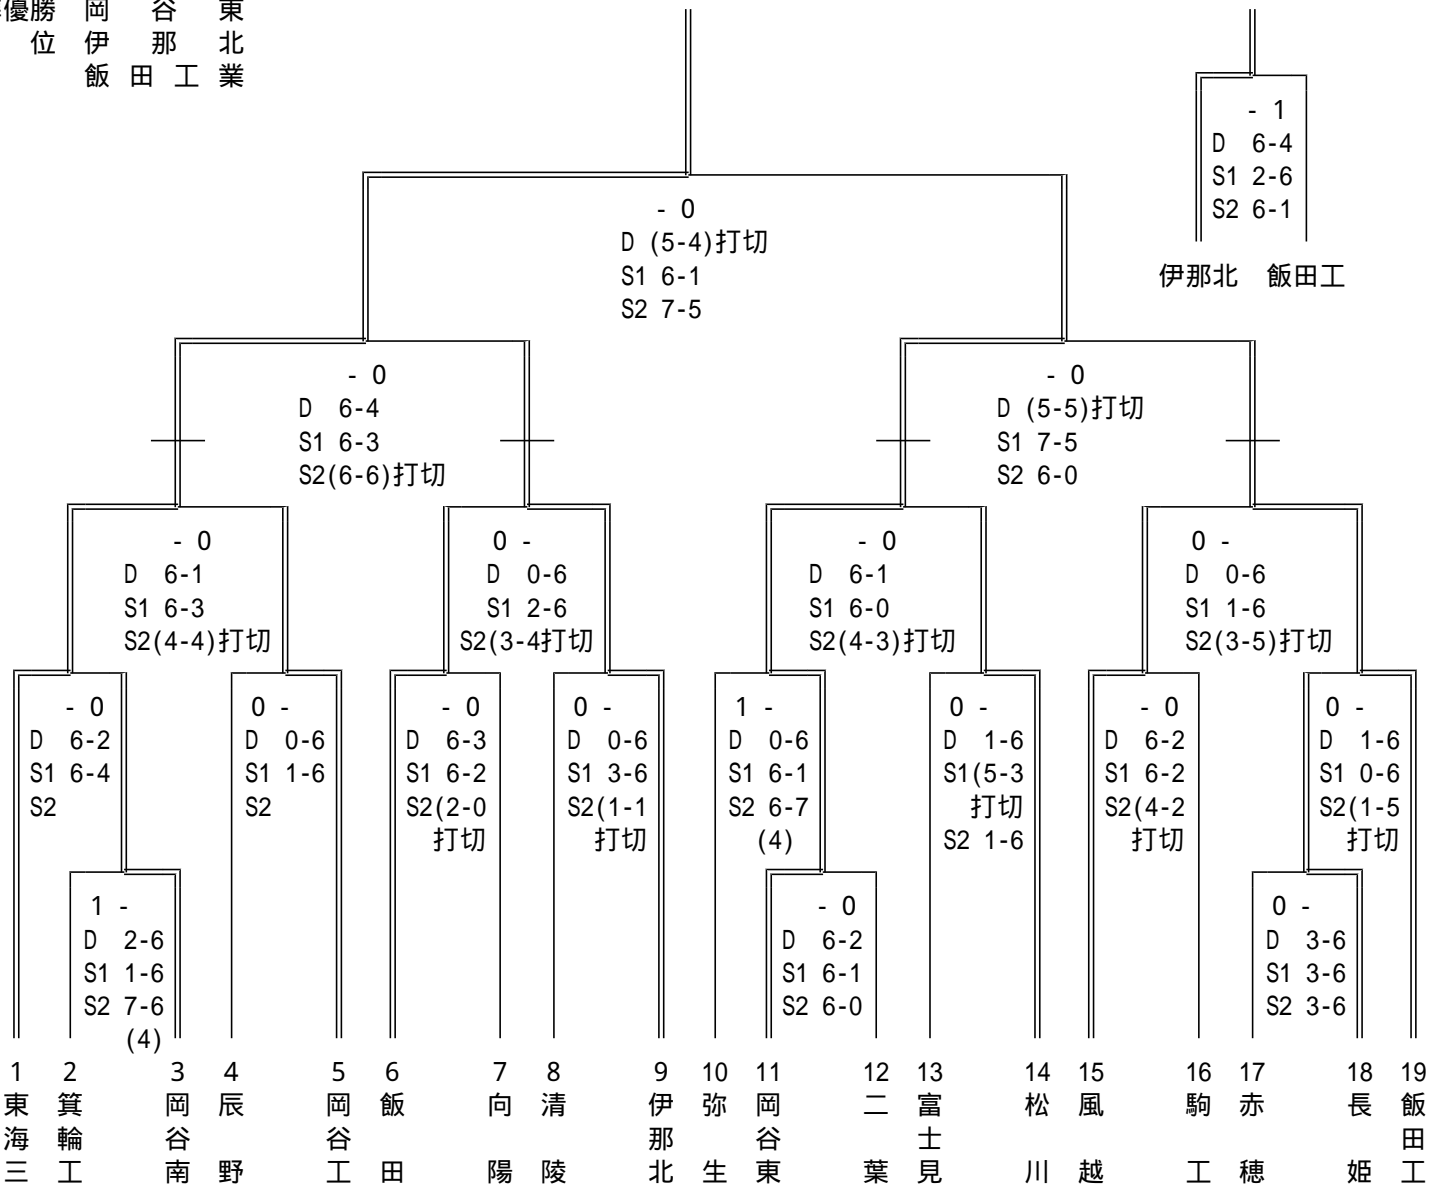 優勝 岡谷東
位 伊那北
飯田工業
- 1
D 6-4
S1 2-6
S2 6-1
伊那北 飯田工
- 0
D (5-4)打切
S1 6-1
S2 7-5
- 0
D 6-4
S1 6-3
S2(6-6)打切
- 0
D (5-5)打切
S1 7-5
S2 6-0
- 0
D 6-1
S1 6-3
S2(4-4)打切
0 -
D 0-6
S1 2-6
S2(3-4打切
- 0
D 6-1
S1 6-0
S2(4-3)打切
0 -
D 0-6
S1 1-6
S2(3-5)打切
- 0
D 6-2
S1 6-4
S2
0 -
D 0-6
S1 1-6
S2
- 0
D 6-3
S1 6-2
S2(2-0
打切
0 -
D 0-6
S1 3-6
S2(1-1
打切
1 -
D 0-6
S1 6-1
S2 6-7
(4)
0 -
D 1-6
S1(5-3
打切
S2 1-6
- 0
D 6-2
S1 6-2
S2(4-2
打切
0 -
D 1-6
S1 0-6
S2(1-5
打切
1 -
D 2-6
S1 1-6
S2 7-6
(4)
- 0
D 6-2
S1 6-1
S2 6-0
0 -
D 3-6
S1 3-6
S2 3-6
1 東海三
2 箕輪工
3 岡谷南
4 辰野
5 岡谷工
6 飯田
7 向陽
8 清陵
9 伊那北
10 弥生
11 岡谷東
12 二葉
13 富士見
14 松川
15 風越
16 駒工
17 赤穂
18 長姫
19 飯田工